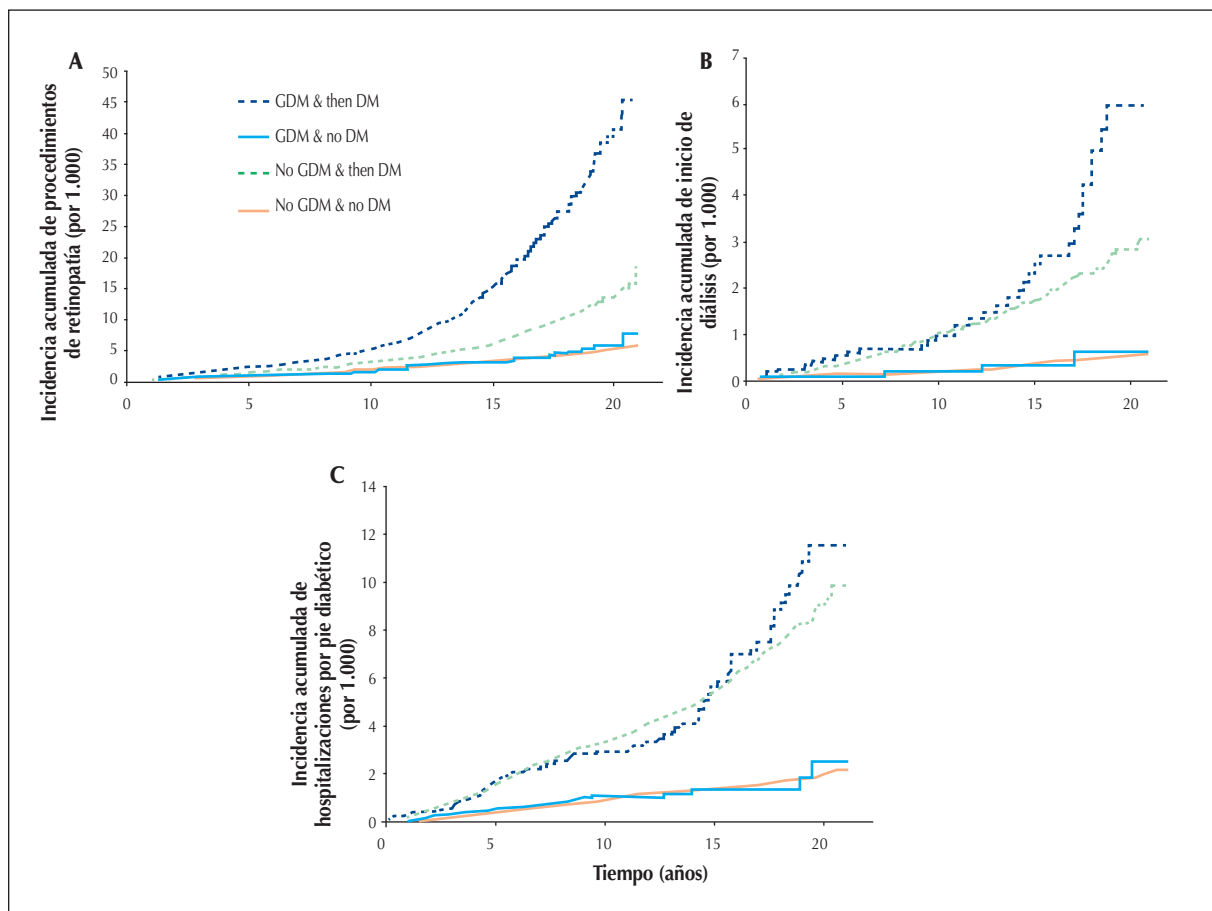 A
Incidencia acumulada de procedimientos
de retinopatía (por 1.000)
50
45
40
35
30
25
20
15
10
5
0
0
5
10
15
20
GDM & then DM
GDM & no DM
No GDM & then DM
No GDM & no DM
B
Incidencia acumulada de inicio de
diálisis (por 1.000)
7
6
5
4
3
2
1
0
0
5
10
15
20
C
Incidencia acumulada de
hospitalizaciones por pie diabético
(por 1.000)
14
12
10
8
6
4
2
0
0
5
10
15
20
Tiempo (años)